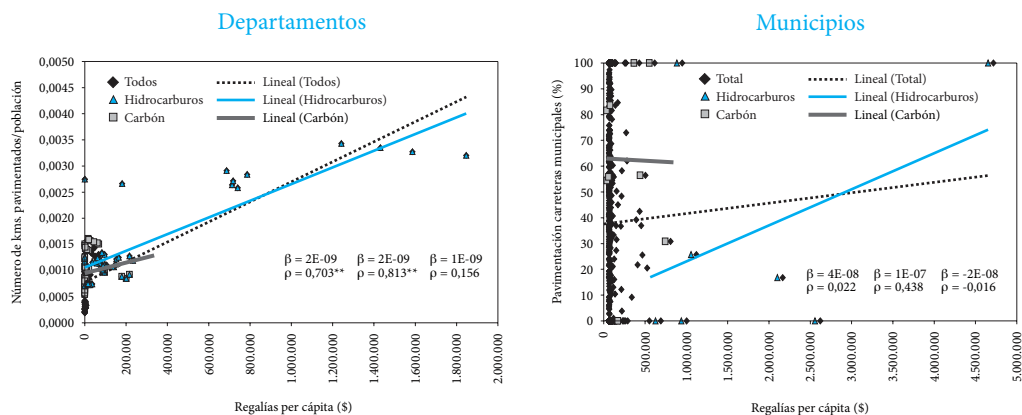 Departamentos
Número de kms. pavimentados/población
0,0050
0,0045
0,0040
0,0035
0,0030
0,0025
0,0020
0,0015
0,0010
0,0005
0,0000
Todos
Lineal (Todos)
Hidrocarburos
Lineal (Hidrocarburos)
Carbón
Lineal (Carbón)
β = 2E-09 β = 2E-09 β = 1E-09
ρ = 0,703** ρ = 0,813** ρ = 0,156
0
200.000
400.000
600.000
800.000
1.000.000
1.200.000
1.400.000
1.600.000
1.800.000
2.000.000
Regalías per cápita ($)
Municipios
Pavimentación carreteras municipales (%)
100
90
80
70
60
50
40
30
20
10
0
Total
Lineal (Total)
Hidrocarburos
Lineal (Hidrocarburos)
Carbón
Lineal (Carbón)
β = 4E-08 β = 1E-07 β = -2E-08
ρ = 0,022 ρ = 0,438 ρ = -0,016
0
500.000
1.000.000
1.500.000
2.000.000
2.500.000
3.000.000
3.500.000
4.000.000
4.500.000
5.000.000
Regalías per cápita ($)